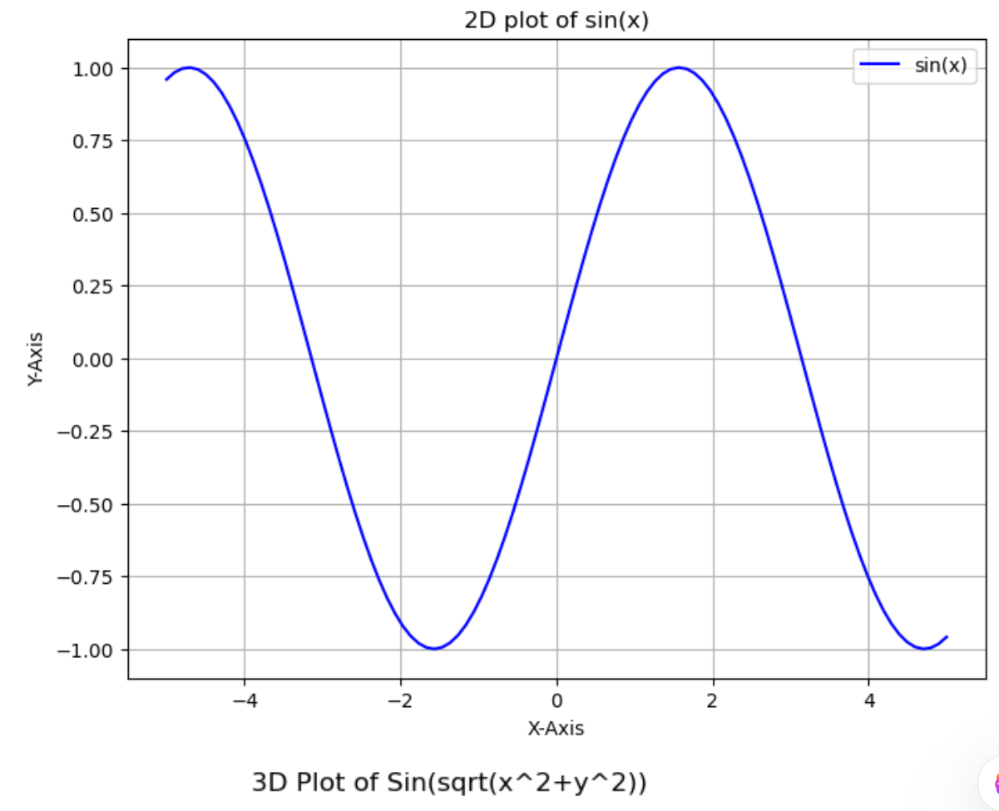 2D plot of sin(x)
sin(x)
1.00
0.75
0.50
0.25
0.00
−0.25
−0.50
−0.75
−1.00
Y-Axis
−4 −2 0 2 4
X-Axis
3D Plot of Sin(sqrt(x^2+y^2))